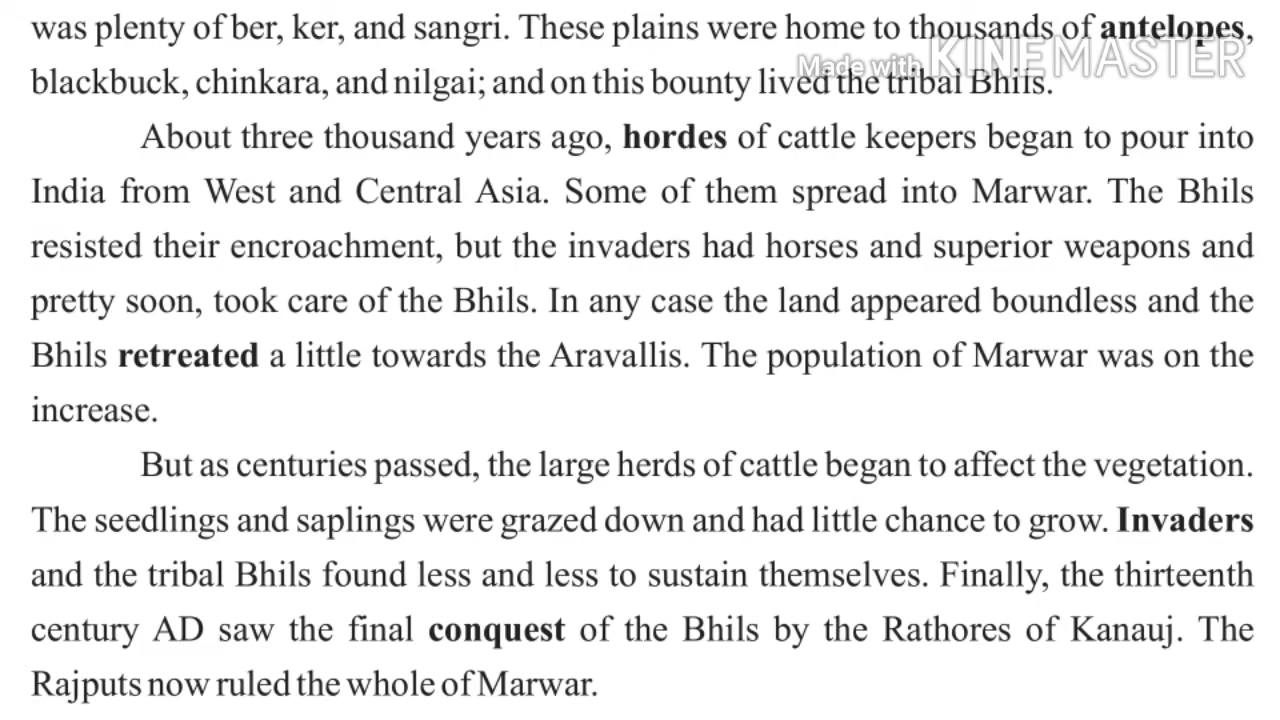 was plenty of ber, ker, and sangri. These plains were home to thousands of antelopes,
Made with KINEMASTER
blackbuck, chinkara, and nilgai; and on this bounty lived the tribal Bhils.
About three thousand years ago, hordes of cattle keepers began to pour into
India from West and Central Asia. Some of them spread into Marwar. The Bhils
resisted their encroachment, but the invaders had horses and superior weapons and
pretty soon, took care of the Bhils. In any case the land appeared boundless and the
Bhils retreated a little towards the Aravallis. The population of Marwar was on the
increase.
But as centuries passed, the large herds of cattle began to affect the vegetation.
The seedlings and saplings were grazed down and had little chance to grow. Invaders
and the tribal Bhils found less and less to sustain themselves. Finally, the thirteenth
century AD saw the final conquest of the Bhils by the Rathores of Kanauj. The
Rajputs now ruled the whole of Marwar.